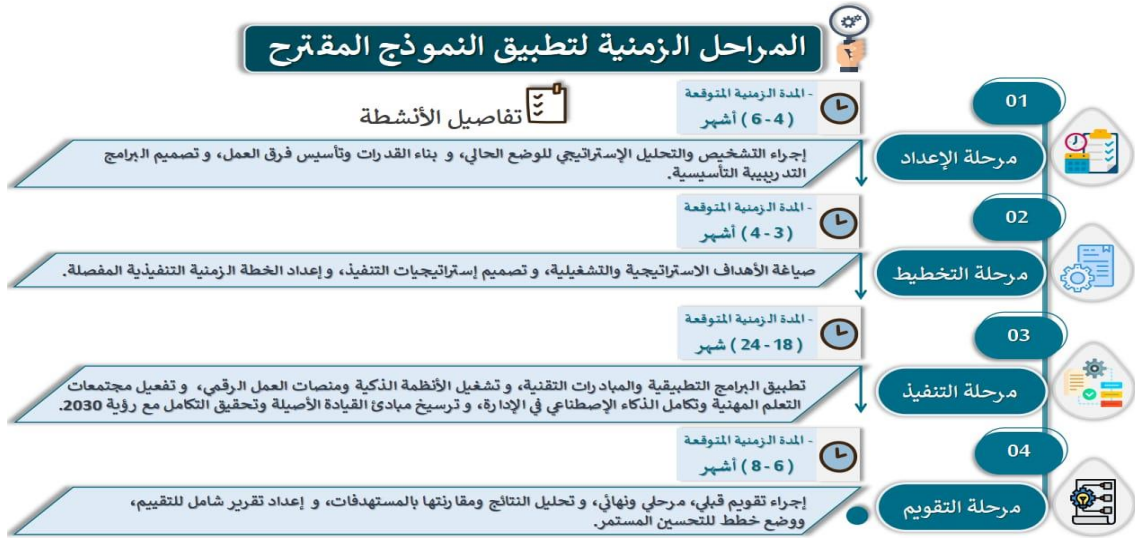 المراحل الزمنية لتطبيق النموذج المقترح
تفاصيل الأنشطة
01
- المدة الزمنية المتوقعة
( 4 - 6 ) أشهر
مرحلة الإعداد
إجراء التشخيص والتحليل الإستراتيجي للوضع الحالي، و بناء القدرات وتأسيس فرق العمل، و تصميم البرامج
التدريبية التأسيسية.
02
- المدة الزمنية المتوقعة
( 3 - 4 ) أشهر
مرحلة التخطيط
صياغة الأهداف الاستراتيجية والتشغيلية، و تصميم إستراتيجيات التنفيذ، و إعداد الخطة الزمنية التنفيذية المفصلة.
03
- المدة الزمنية المتوقعة
( 18 - 24 ) شهر
مرحلة التنفيذ
تطبيق البرامج التطبيقية والمبادرات التقنية، و تشغيل الأنظمة الذكية ومنصات العمل الرقمي، و تفعيل مجتمعات
التعلم المهنية وتكامل الذكاء الإصطناعي في الإدارة، و ترسيخ مبادئ القيادة الأصيلة وتحقيق التكامل مع رؤية 2030.
04
- المدة الزمنية المتوقعة
( 6 - 8 ) أشهر
مرحلة التقويم
إجراء تقويم قبلي، مرحلي ونهائي، و تحليل النتائج ومقارنتها بالمستهدفات، و إعداد تقرير شامل للتقييم،
ووضع خطط للتحسين المستمر.